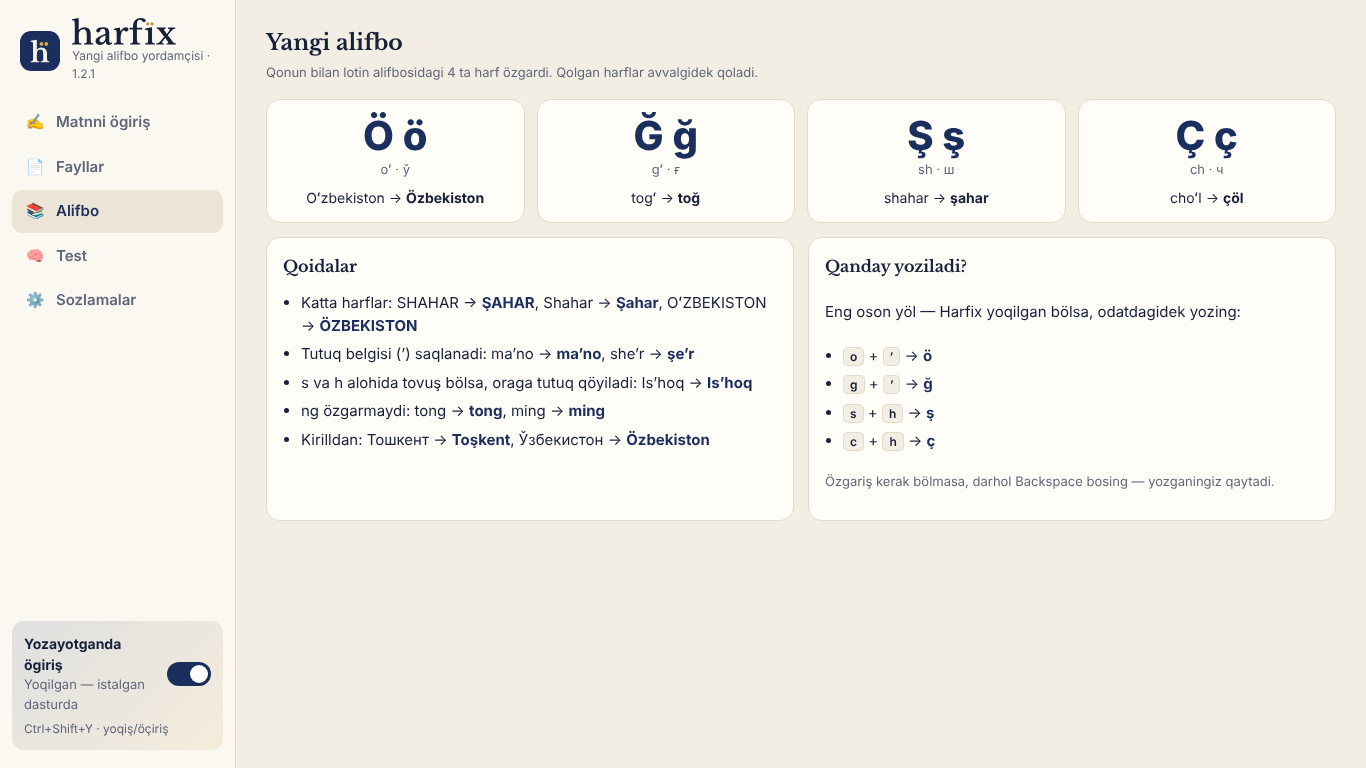 ḧ harfïx
Yangi alifbo yordamçisi ·
1.2.1
Matnni ögiriş
Fayllar
Alifbo
Test
Sozlamalar
Yozayotganda
ögiriş
Yoqilgan — istalgan
dasturda
Ctrl+Shift+Y · yoqiş/öçiriş
Yangi alifbo
Qonun bilan lotin alifbosidagi 4 ta harf özgardi. Qolgan harflar avvalgidek qoladi.
Ö ö
oʻ · ў
Oʻzbekiston → Özbekiston
Ğ ğ
gʻ · ғ
togʻ → toğ
Ş ş
sh · ш
shahar → şahar
Ç ç
ch · ч
choʻl → çöl
Qoidalar
• Katta harflar: SHAHAR → ŞAHAR, Shahar → Şahar, OʻZBEKISTON
→ ÖZBEKISTON
• Tutuq belgisi (ʼ) saqlanadi: maʼno → maʼno, sheʼr → şeʼr
• s va h alohida tovuş bölsa, oraga tutuq qöyiladi: Isʼhoq → Isʼhoq
• ng özgarmaydi: tong → tong, ming → ming
• Kirilldan: Тошкент → Toşkent, Ўзбекистон → Özbekiston
Qanday yoziladi?
Eng oson yöl — Harfix yoqilgan bölsa, odatdagidek yozing:
• o + ʼ → ö
• g + ʼ → ğ
• s + h → ş
• c + h → ç
Özgariş kerak bölmasa, darhol Backspace bosing — yozganingiz qaytadi.